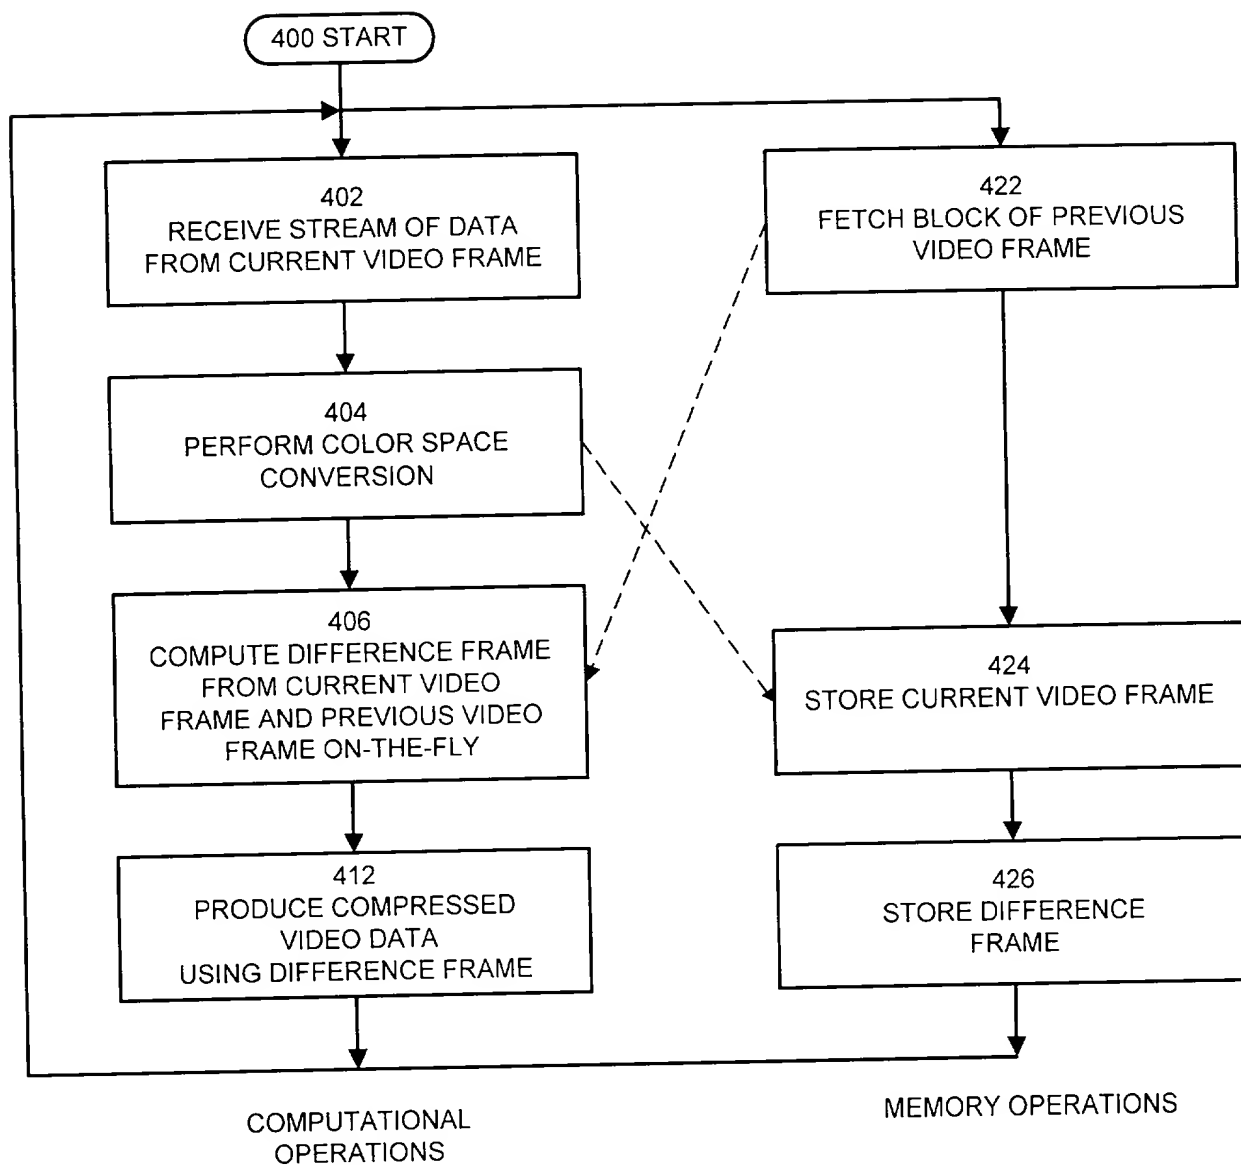 400 START
402
RECEIVE STREAM OF DATA
FROM CURRENT VIDEO FRAME
422
FETCH BLOCK OF PREVIOUS
VIDEO FRAME
404
PERFORM COLOR SPACE
CONVERSION
406
COMPUTE DIFFERENCE FRAME
FROM CURRENT VIDEO
FRAME AND PREVIOUS VIDEO
FRAME ON-THE-FLY
424
STORE CURRENT VIDEO FRAME
412
PRODUCE COMPRESSED
VIDEO DATA
USING DIFFERENCE FRAME
426
STORE DIFFERENCE
FRAME
COMPUTATIONAL
OPERATIONS
MEMORY OPERATIONS